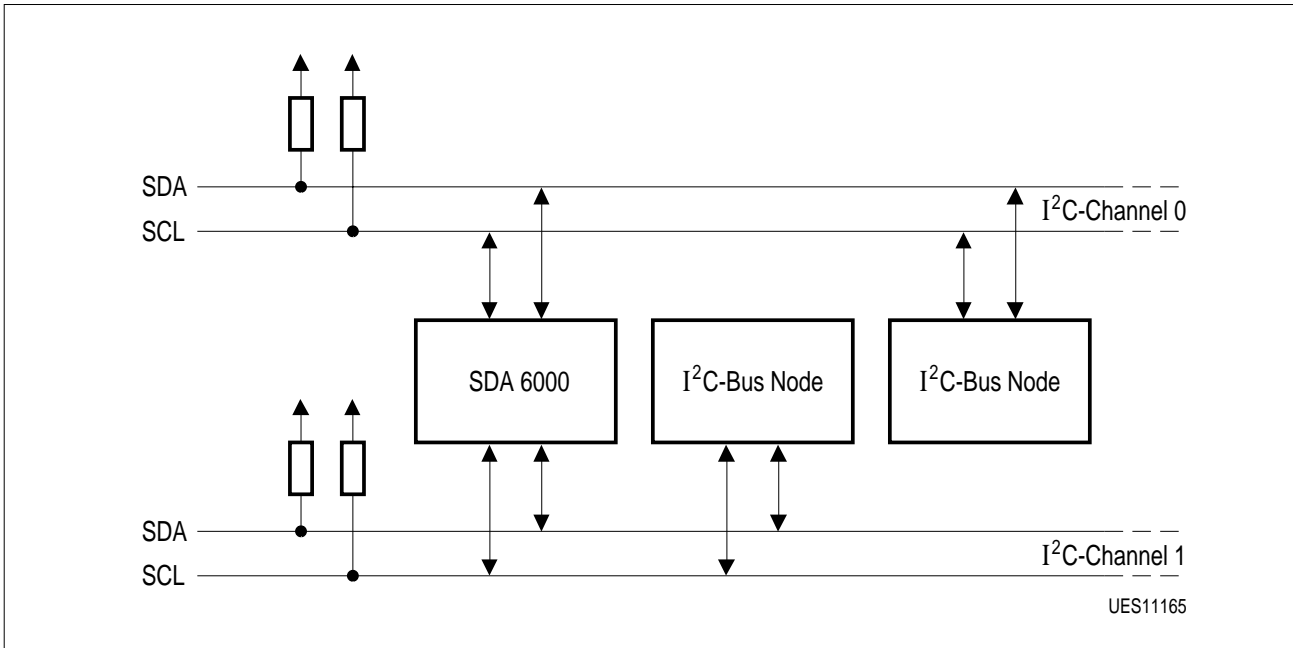 SDA
I²C-Channel 0
SCL
SDA 6000
I²C-Bus Node
I²C-Bus Node
SDA
I²C-Channel 1
SCL
UES11165